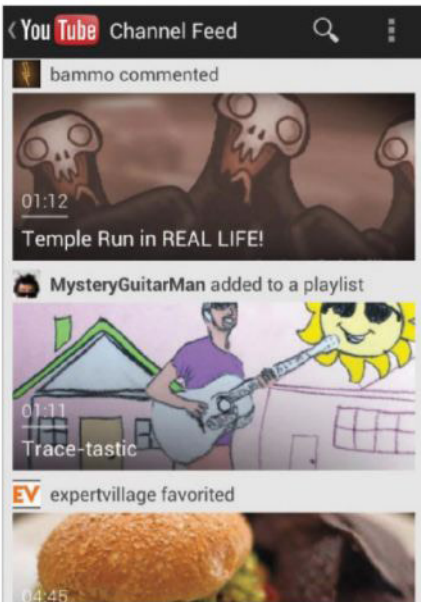 You Tube Channel Feed
bammo commented
01:12
Temple Run in REAL LIFE!
MysteryGuitarMan added to a playlist
01:11
Trace-tastic
EV expertvillage favorited
04:45